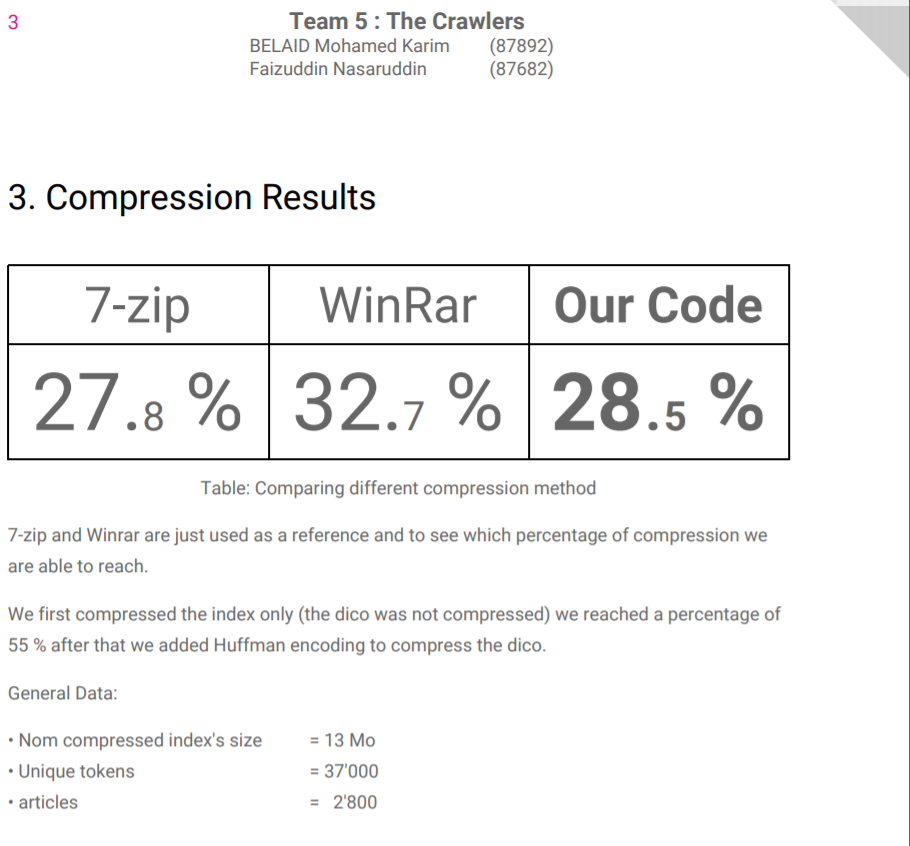 3
Team 5 : The Crawlers
BELAID Mohamed Karim (87892)
Faizuddin Nasaruddin (87682)
3. Compression Results
7-zip WinRar Our Code
27.8 % 32.7 % 28.5 %
Table: Comparing different compression method
7-zip and Winrar are just used as a reference and to see which percentage of compression we
are able to reach.
We first compressed the index only (the dico was not compressed) we reached a percentage of
55 % after that we added Huffman encoding to compress the dico.
General Data:
• Nom compressed index's size = 13 Mo
• Unique tokens = 37'000
• articles = 2'800